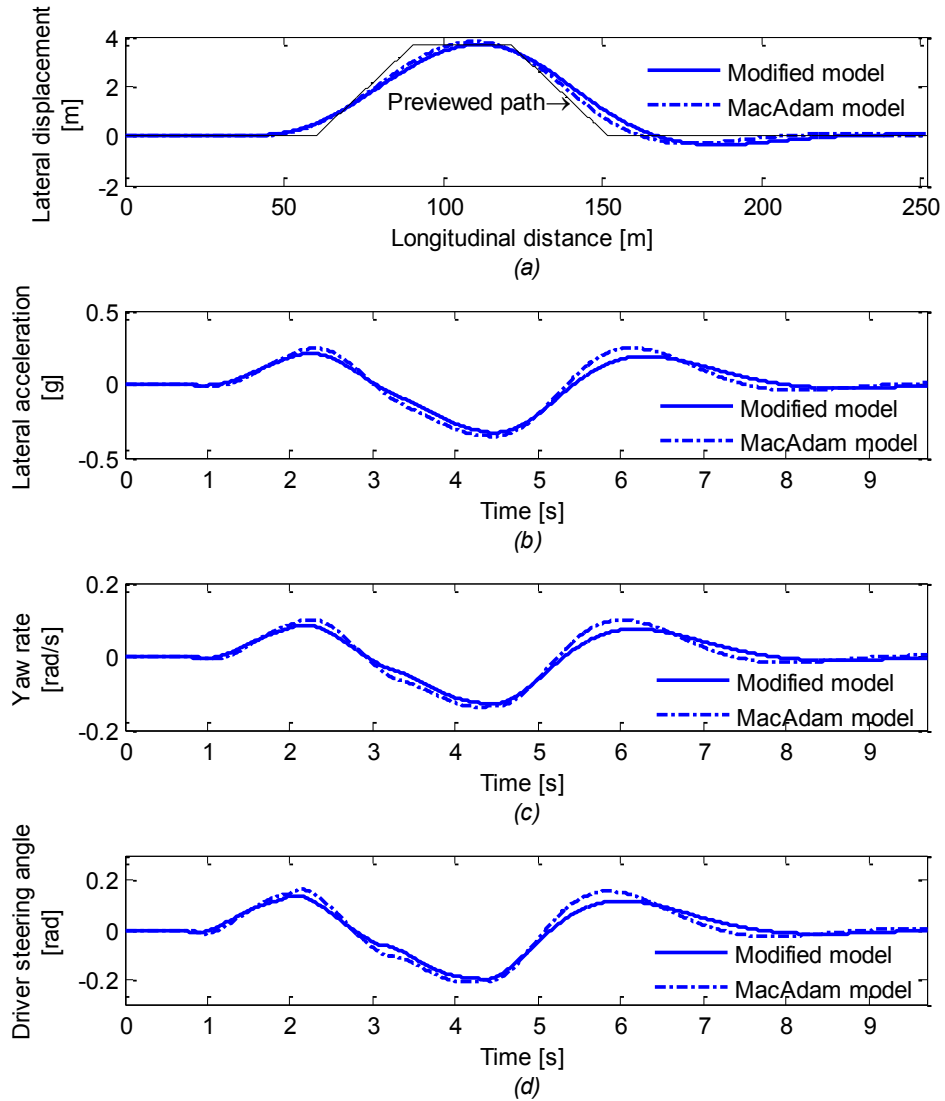 Lateral displacement
[m]
4
2
0
-2
Previewed path→
Modified model
MacAdam model
0 50 100 150 200 250
Longitudinal distance [m]
(a)
Lateral acceleration
[g]
0.5
0
-0.5
Modified model
MacAdam model
0 1 2 3 4 5 6 7 8 9
Time [s]
(b)
Yaw rate
[rad/s]
0.2
0
-0.2
Modified model
MacAdam model
0 1 2 3 4 5 6 7 8 9
Time [s]
(c)
Driver steering angle
[rad]
0.2
0
-0.2
Modified model
MacAdam model
0 1 2 3 4 5 6 7 8 9
Time [s]
(d)